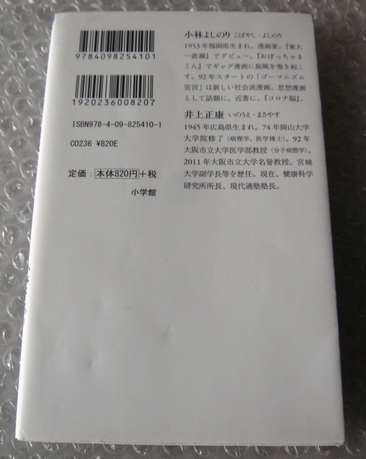 9784098254101
1920236008207
ISBN978-4-09-825410-1
C0236 ¥820E
定価：本体820円＋税
小学館
小林よしのり こばやし・よしのり
1953年福岡県生まれ。漫画家。『東大
一直線』でデビュー。『おぼっちゃま
くん』でギャグ漫画に旋風を巻き起こ
す。92年スタートの『ゴーマニズム
宣言』は新しい社会派漫画、思想漫画
として話題に。近著に、『コロナ脳』。
井上正康 いのうえ・まさやす
1945年広島県生まれ。74年岡山大学
大学院修了（病理学、医学博士）。92年
大阪市立大学医学部教授（分子病態学）。
2011年大阪市立大学名誉教授。宮城
大学副学長等を歴任。現在、健康科学
研究所所長、現代適塾塾長。